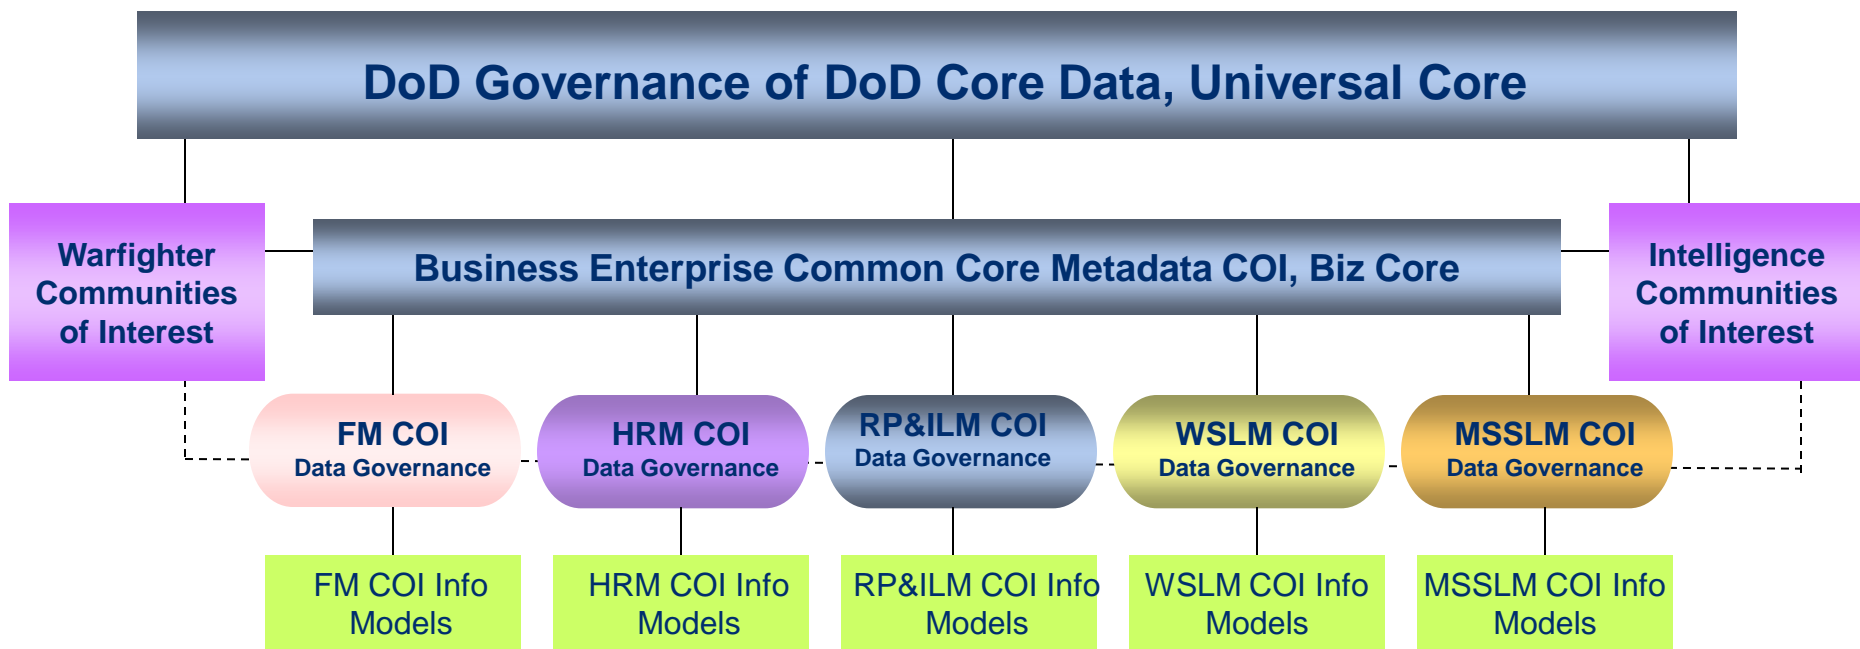 DoD Governance of DoD Core Data, Universal Core
Warfighter
Communities
of Interest
Business Enterprise Common Core Metadata COI, Biz Core
Intelligence
Communities
of Interest
FM COI
Data Governance
HRM COI
Data Governance
RP&ILM COI
Data Governance
WSLM COI
Data Governance
MSSLM COI
Data Governance
FM COI Info
Models
HRM COI Info
Models
RP&ILM COI Info
Models
WSLM COI Info
Models
MSSLM COI Info
Models